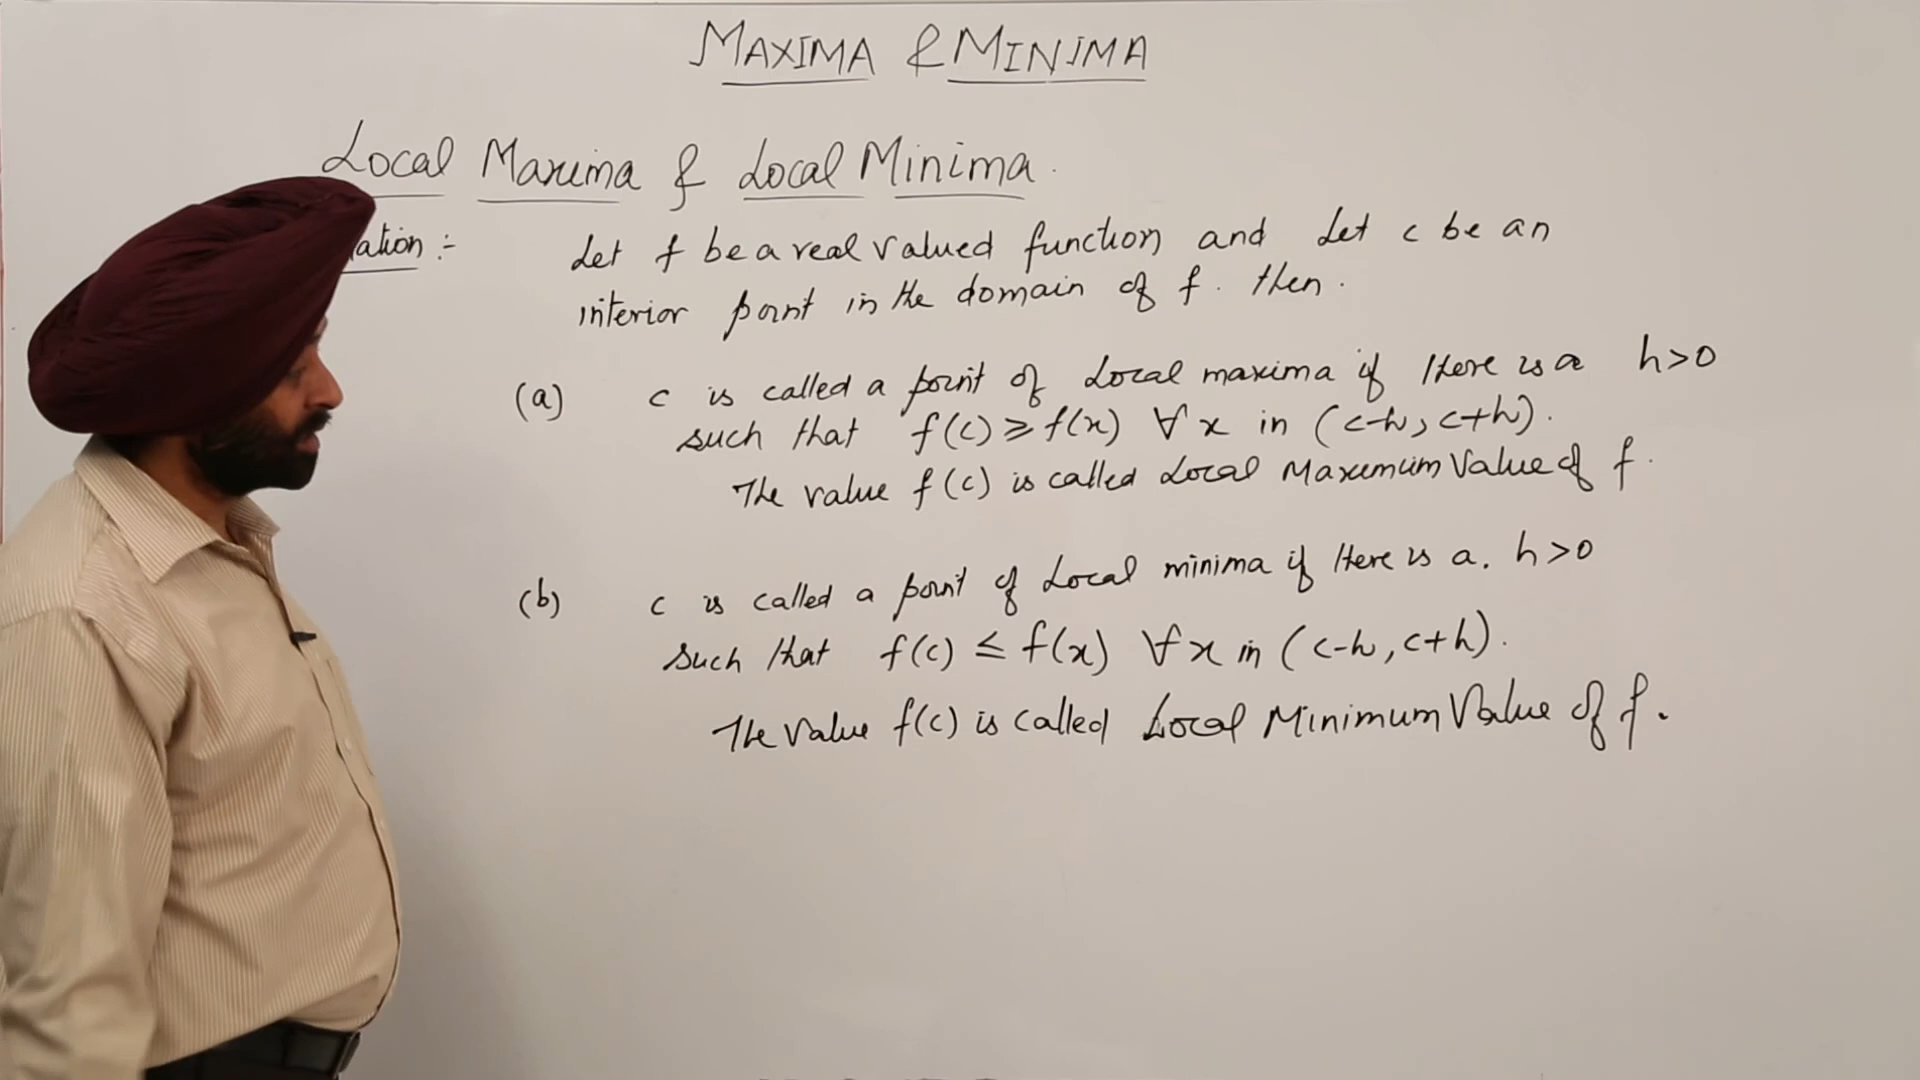 MAXIMA & MINIMA
Local Maxima & Local Minima.
ation :-
Let f be a real valued function and Let c be an
interior point in the domain of f. then.
(a) c is called a point of Local maxima if there is a h>0
such that f(c) ⩾ f(x) ∀ x in (c-h, c+h).
The value f(c) is called Local Maximum Value of f.
(b) c is called a point of Local minima if there is a. h>0
such that f(c) ≤ f(x) ∀ x in (c-h, c+h).
The Value f(c) is called Local Minimum Value of f.